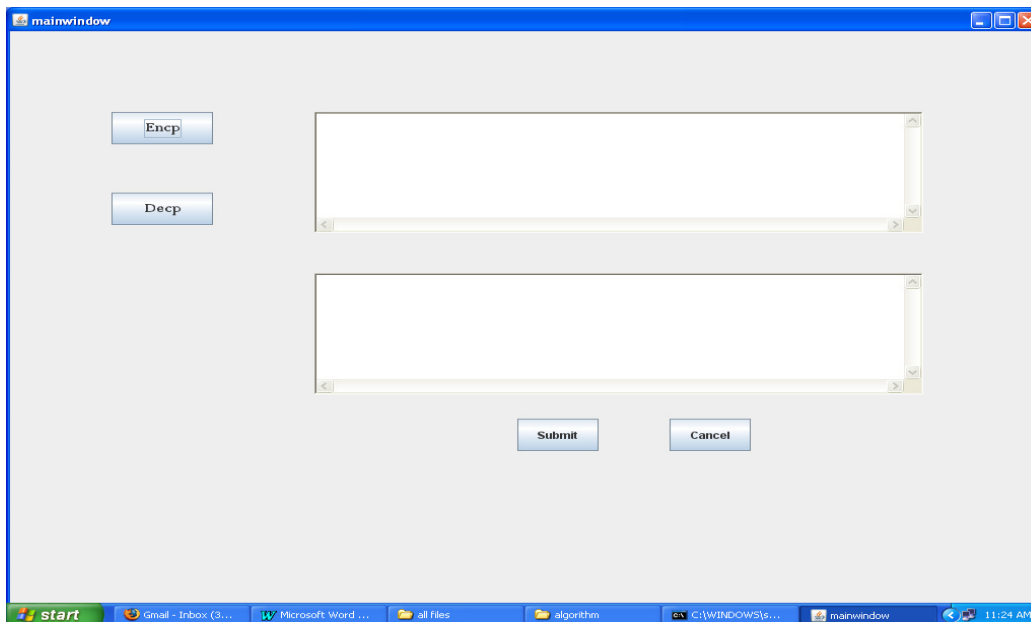 mainwindow
Encp
Decp
Submit
Cancel
start
Gmail - Inbox (3...
Microsoft Word ...
all files
algorithm
C:\WINDOWS\s...
mainwindow
11:24 AM